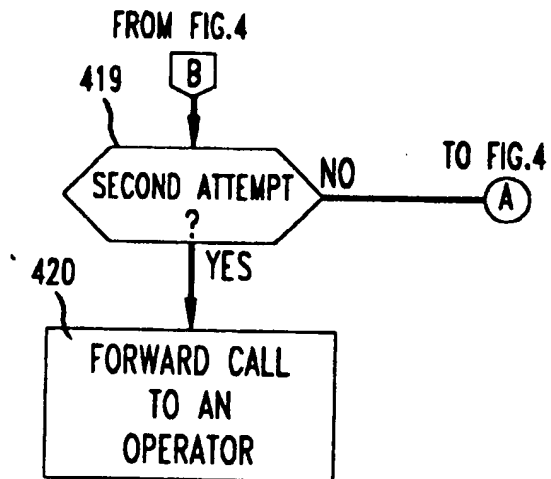 FROM FIG.4
B
419
SECOND ATTEMPT
?
NO
TO FIG.4
A
YES
420
FORWARD CALL
TO AN
OPERATOR